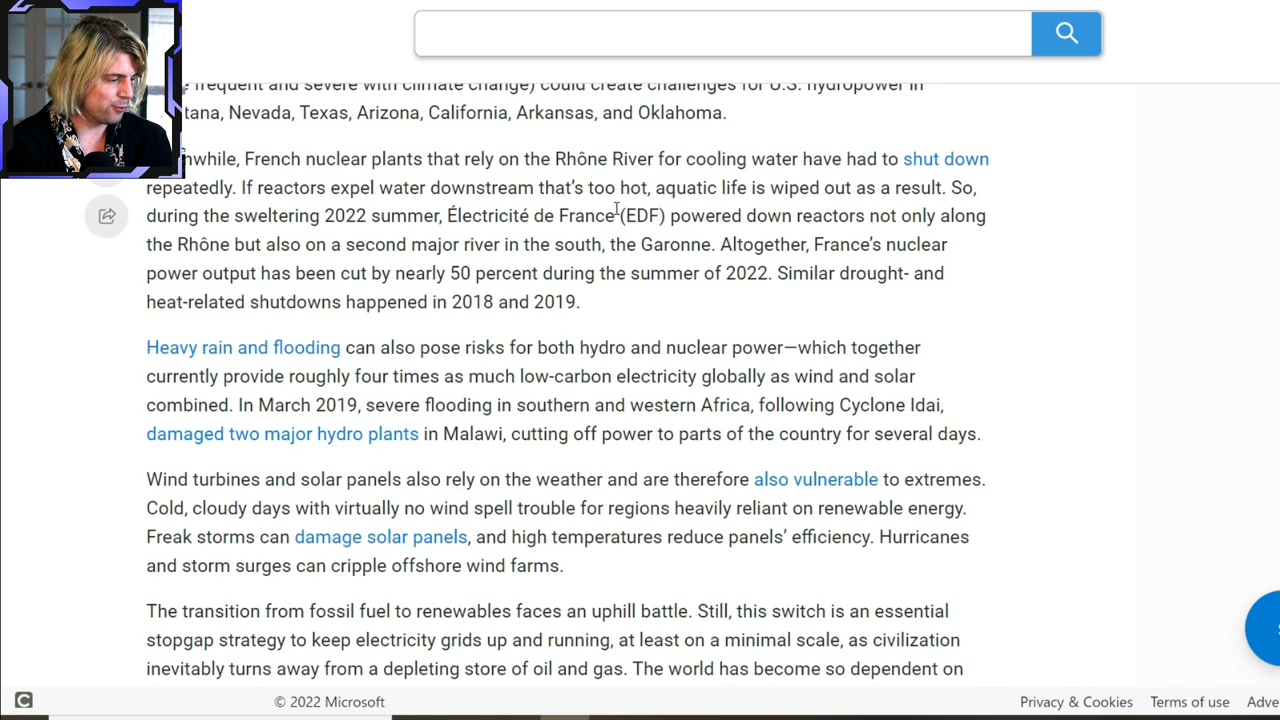 frequent and severe with climate change) could create challenges for U.S. hydropower in
tana, Nevada, Texas, Arizona, California, Arkansas, and Oklahoma.
nwhile, French nuclear plants that rely on the Rhône River for cooling water have had to shut down
repeatedly. If reactors expel water downstream that's too hot, aquatic life is wiped out as a result. So,
during the sweltering 2022 summer, Électricité de France (EDF) powered down reactors not only along
the Rhône but also on a second major river in the south, the Garonne. Altogether, France's nuclear
power output has been cut by nearly 50 percent during the summer of 2022. Similar drought- and
heat-related shutdowns happened in 2018 and 2019.
Heavy rain and flooding can also pose risks for both hydro and nuclear power—which together
currently provide roughly four times as much low-carbon electricity globally as wind and solar
combined. In March 2019, severe flooding in southern and western Africa, following Cyclone Idai,
damaged two major hydro plants in Malawi, cutting off power to parts of the country for several days.
Wind turbines and solar panels also rely on the weather and are therefore also vulnerable to extremes.
Cold, cloudy days with virtually no wind spell trouble for regions heavily reliant on renewable energy.
Freak storms can damage solar panels, and high temperatures reduce panels' efficiency. Hurricanes
and storm surges can cripple offshore wind farms.
The transition from fossil fuel to renewables faces an uphill battle. Still, this switch is an essential
stopgap strategy to keep electricity grids up and running, at least on a minimal scale, as civilization
inevitably turns away from a depleting store of oil and gas. The world has become so dependent on
© 2022 Microsoft Privacy & Cookies Terms of use Adve